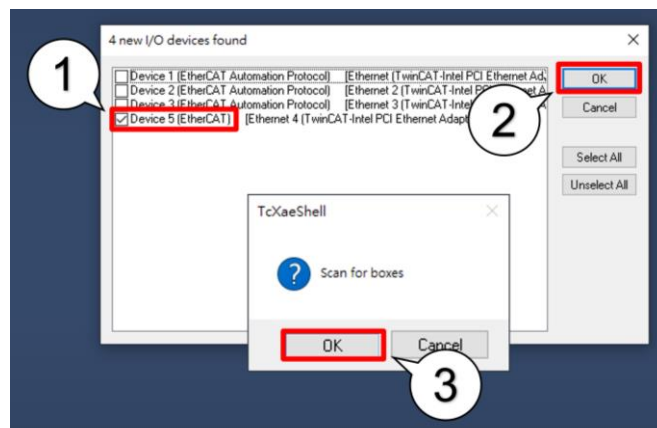 4 new I/O devices found
1
Device 1 (EtherCAT Automation Protocol) [Ethernet (TwinCAT-Intel PCI Ethernet Ad
OK
Device 2 (EtherCAT Automation Protocol) [Ethernet 2 (TwinCAT-Intel
Device 3 (EtherCAT Automation Protocol) [Ethernet 3 (TwinCAT-Intel
Cancel
Device 5 (EtherCAT) [Ethernet 4 (TwinCAT-Intel PCI Ethernet Adapt
2
Select All
Unselect All
TcXaeShell
? Scan for boxes
OK
Cancel
3